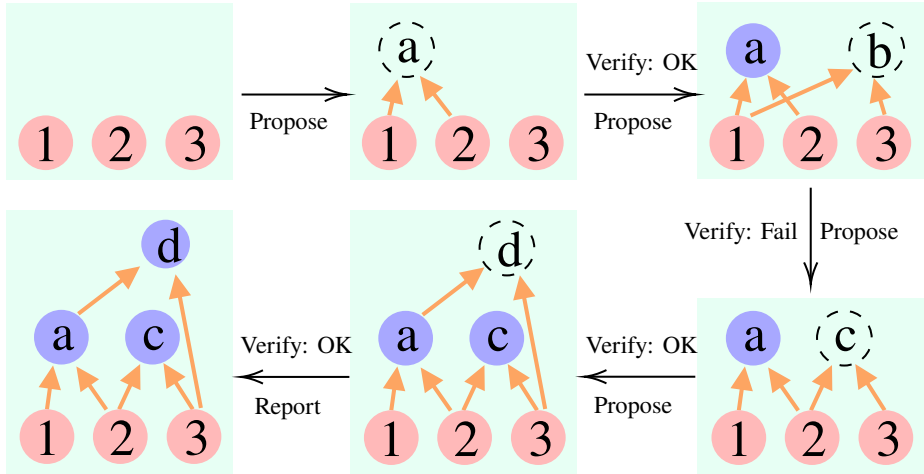 1 2 3
Propose
a
1 2 3
Verify: OK
Propose
a b
1 2 3
Verify: Fail
Propose
a c
1 2 3
Verify: OK
Propose
d
a c
1 2 3
Verify: OK
Report
d
a c
1 2 3